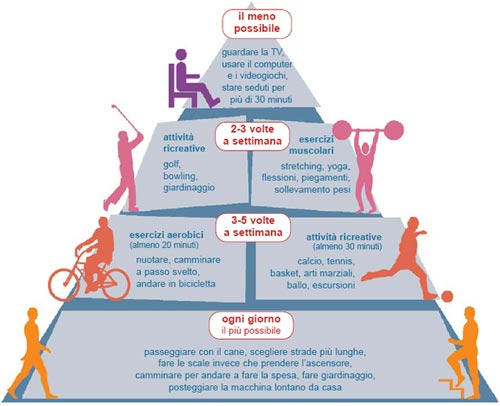 il meno
possibile
guardare la TV,
usare il computer
e i videogiochi,
stare seduti per
più di 30 minuti
2-3 volte
a settimana
attività
ricreative
golf,
bowling,
giardinaggio
esercizi
muscolari
stretching, yoga,
flessioni, piegamenti,
sollevamento pesi
3-5 volte
a settimana
esercizi aerobici
(almeno 20 minuti)
nuotare, camminare
a passo svelto,
andare in bicicletta
attività ricreative
(almeno 30 minuti)
calcio, tennis,
basket, arti marziali,
ballo, escursioni
ogni giorno
il più possibile
passeggiare con il cane, scegliere strade più lunghe,
fare le scale invece che prendere l'ascensore,
camminare per andare a fare la spesa, fare giardinaggio,
posteggiare la macchina lontano da casa